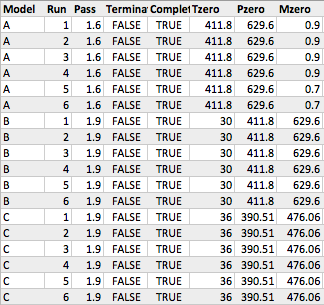 Model Run Pass Termina Complet Tzero Pzero Mzero
A 1 1.6 FALSE TRUE 411.8 629.6 0.9
A 2 1.6 FALSE TRUE 411.8 629.6 0.9
A 3 1.6 FALSE TRUE 411.8 629.6 0.9
A 4 1.6 FALSE TRUE 411.8 629.6 0.9
A 5 1.6 FALSE TRUE 411.8 629.6 0.7
A 6 1.6 FALSE TRUE 411.8 629.6 0.7
B 1 1.9 FALSE TRUE 30 411.8 629.6
B 2 1.9 FALSE TRUE 30 411.8 629.6
B 3 1.9 FALSE TRUE 30 411.8 629.6
B 4 1.9 FALSE TRUE 30 411.8 629.6
B 5 1.9 FALSE TRUE 30 411.8 629.6
B 6 1.9 FALSE TRUE 30 411.8 629.6
C 1 1.9 FALSE TRUE 36 390.51 476.06
C 2 1.9 FALSE TRUE 36 390.51 476.06
C 3 1.9 FALSE TRUE 36 390.51 476.06
C 4 1.9 FALSE TRUE 36 390.51 476.06
C 5 1.9 FALSE TRUE 36 390.51 476.06
C 6 1.9 FALSE TRUE 36 390.51 476.06